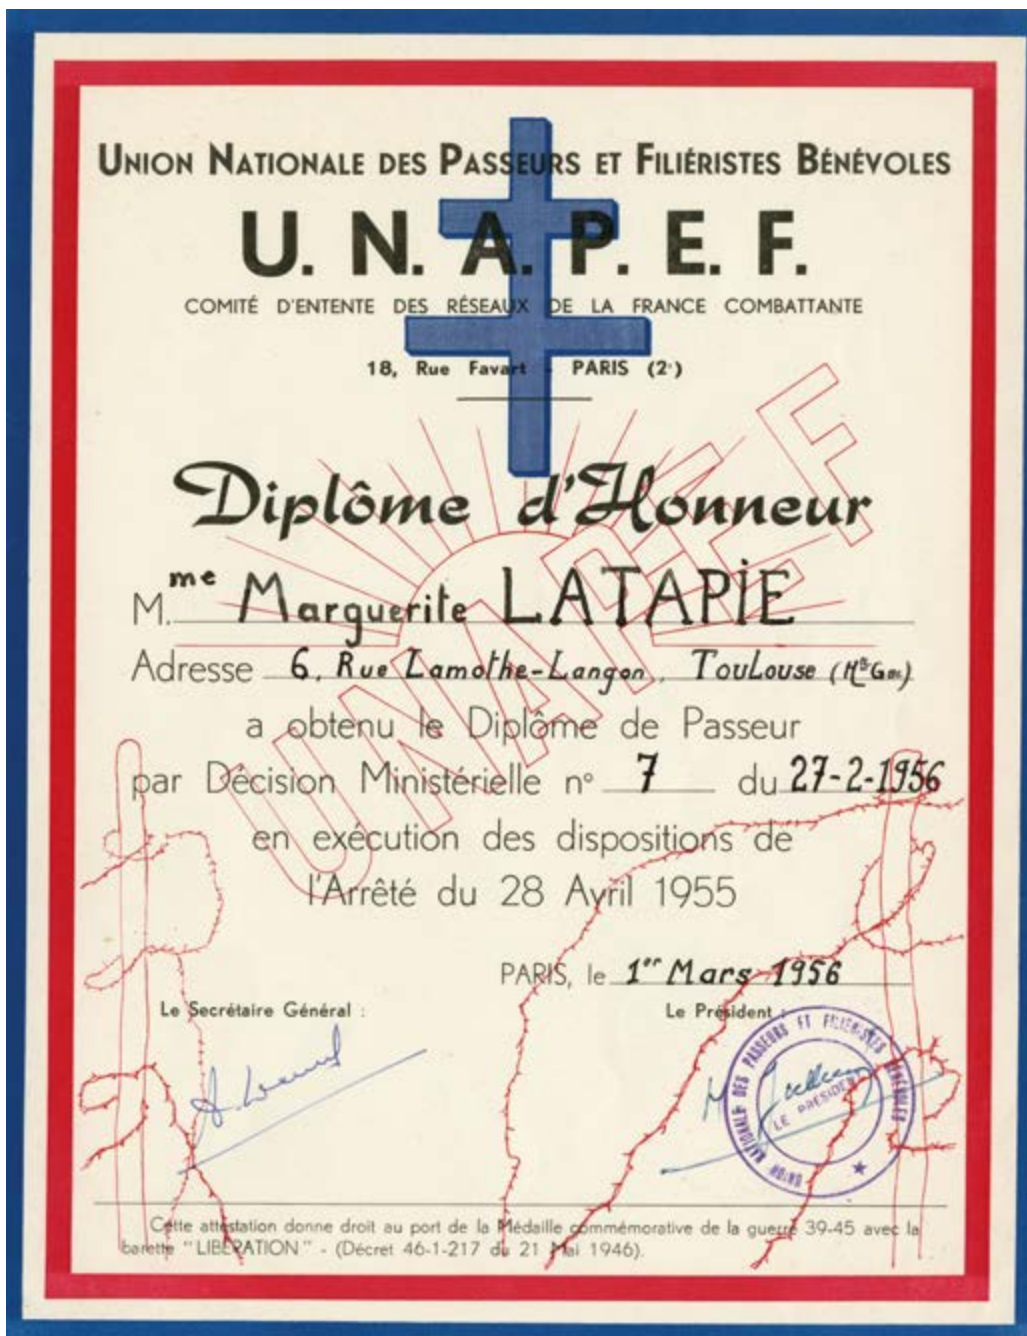 UNION NATIONALE DES PASSEURS ET FILIÉRISTES BÉNÉVOLES
U. N. A. P. E. F.
COMITÉ D'ENTENTE DES RÉSEAUX DE LA FRANCE COMBATTANTE
18, Rue Favart - PARIS (2e)
Diplôme d'Honneur
UNAPEF
M.me Marguerite LATAPIE
Adresse 6, Rue Lamothe-Langon, Toulouse (Hte Gne)
a obtenu le Diplôme de Passeur
par Décision Ministérielle n° 7 du 27-2-1956
en exécution des dispositions de
l'Arrêté du 28 Avril 1955
PARIS, le 1er Mars 1956
Le Secrétaire Général : Le Président :
UNION NATIONALE DES PASSEURS ET FILIÉRISTES BÉNÉVOLES
LE PRÉSIDENT
Cette attestation donne droit au port de la Médaille commémorative de la guerre 39-45 avec la
barette "LIBÉRATION" - (Décret 46-1-217 du 21 Mai 1946).